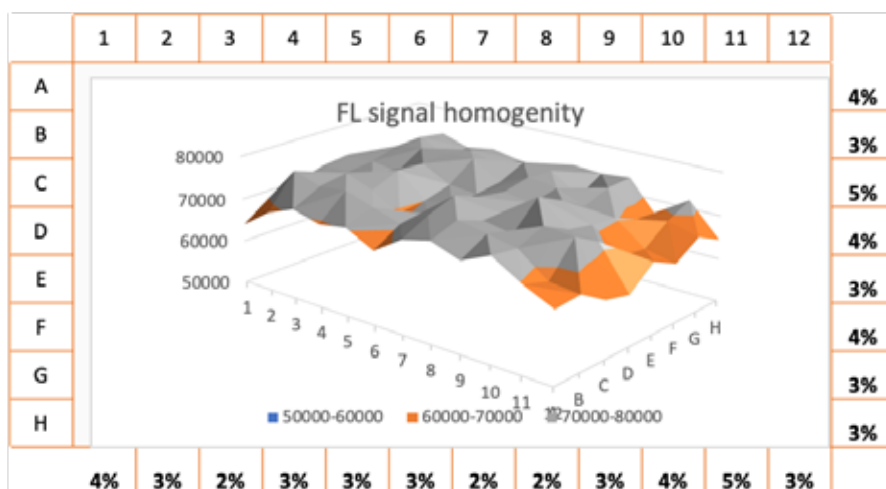 1 2 3 4 5 6 7 8 9 10 11 12
A
4%
FL signal homogenity
B
3%
80000
C
5%
70000
D
4%
60000
E
3%
50000
1 2 3 4 5 6 7 8 9 10 11 12
B C D E F G H
F
4%
G
3%
50000-60000 60000-70000 70000-80000
H
3%
4% 3% 2% 3% 3% 3% 2% 2% 3% 4% 5% 3%